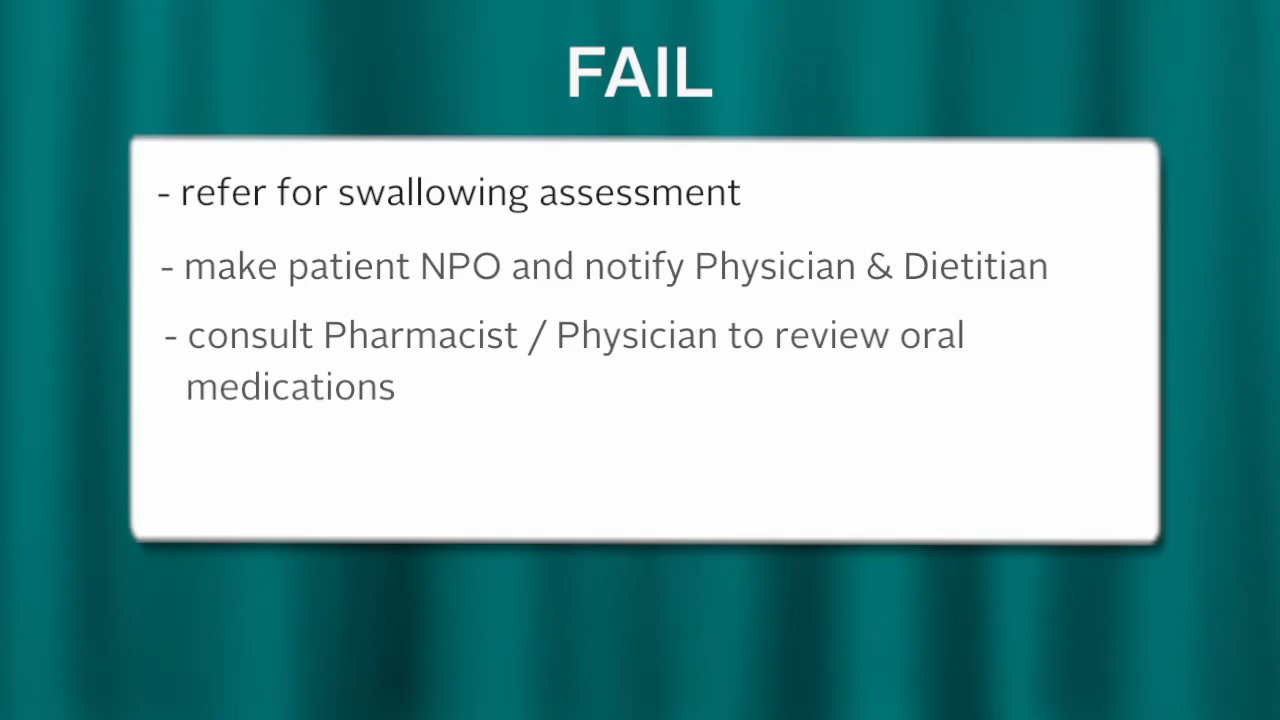 FAIL
- refer for swallowing assessment
- make patient NPO and notify Physician & Dietitian
- consult Pharmacist / Physician to review oral
medications